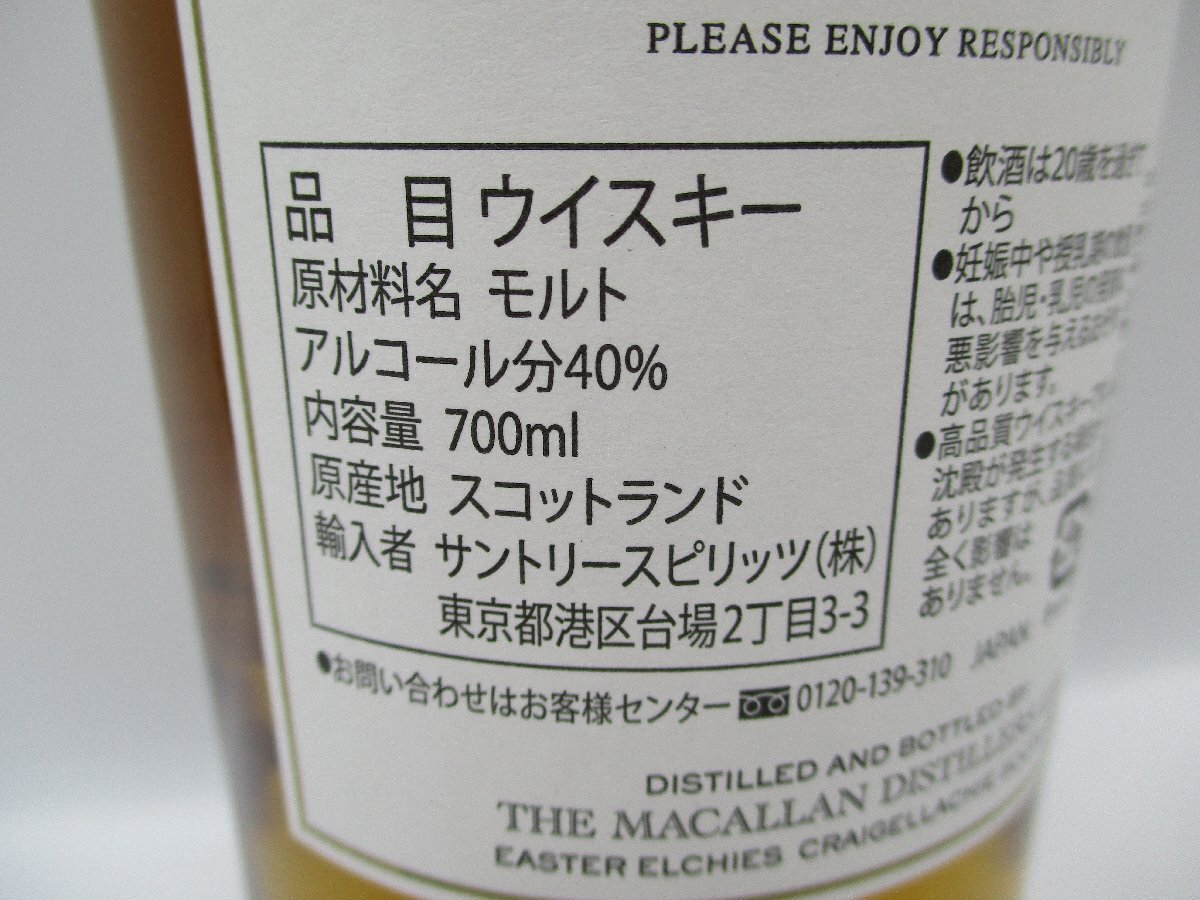 PLEASE ENJOY RESPONSIBLY
品 目 ウイスキー
原材料名 モルト
アルコール分40%
内容量 700ml
原産地 スコットランド
輸入者 サントリースピリッツ(株)
東京都港区台場2丁目3-3
●飲酒は20歳を過ぎて
から
●妊娠中や授乳期の
は、胎児・乳児の
悪影響を与える
があります。
●高品質ウイスキー
沈殿が発生する
ありますが、品質
全く影響は
ありません。
●お問い合わせはお客様センター 0120-139-310 JAPAN
DISTILLED AND BOTTLED BY
THE MACALLAN DISTILLERS
EASTER ELCHIES CRAIGELLACHIE